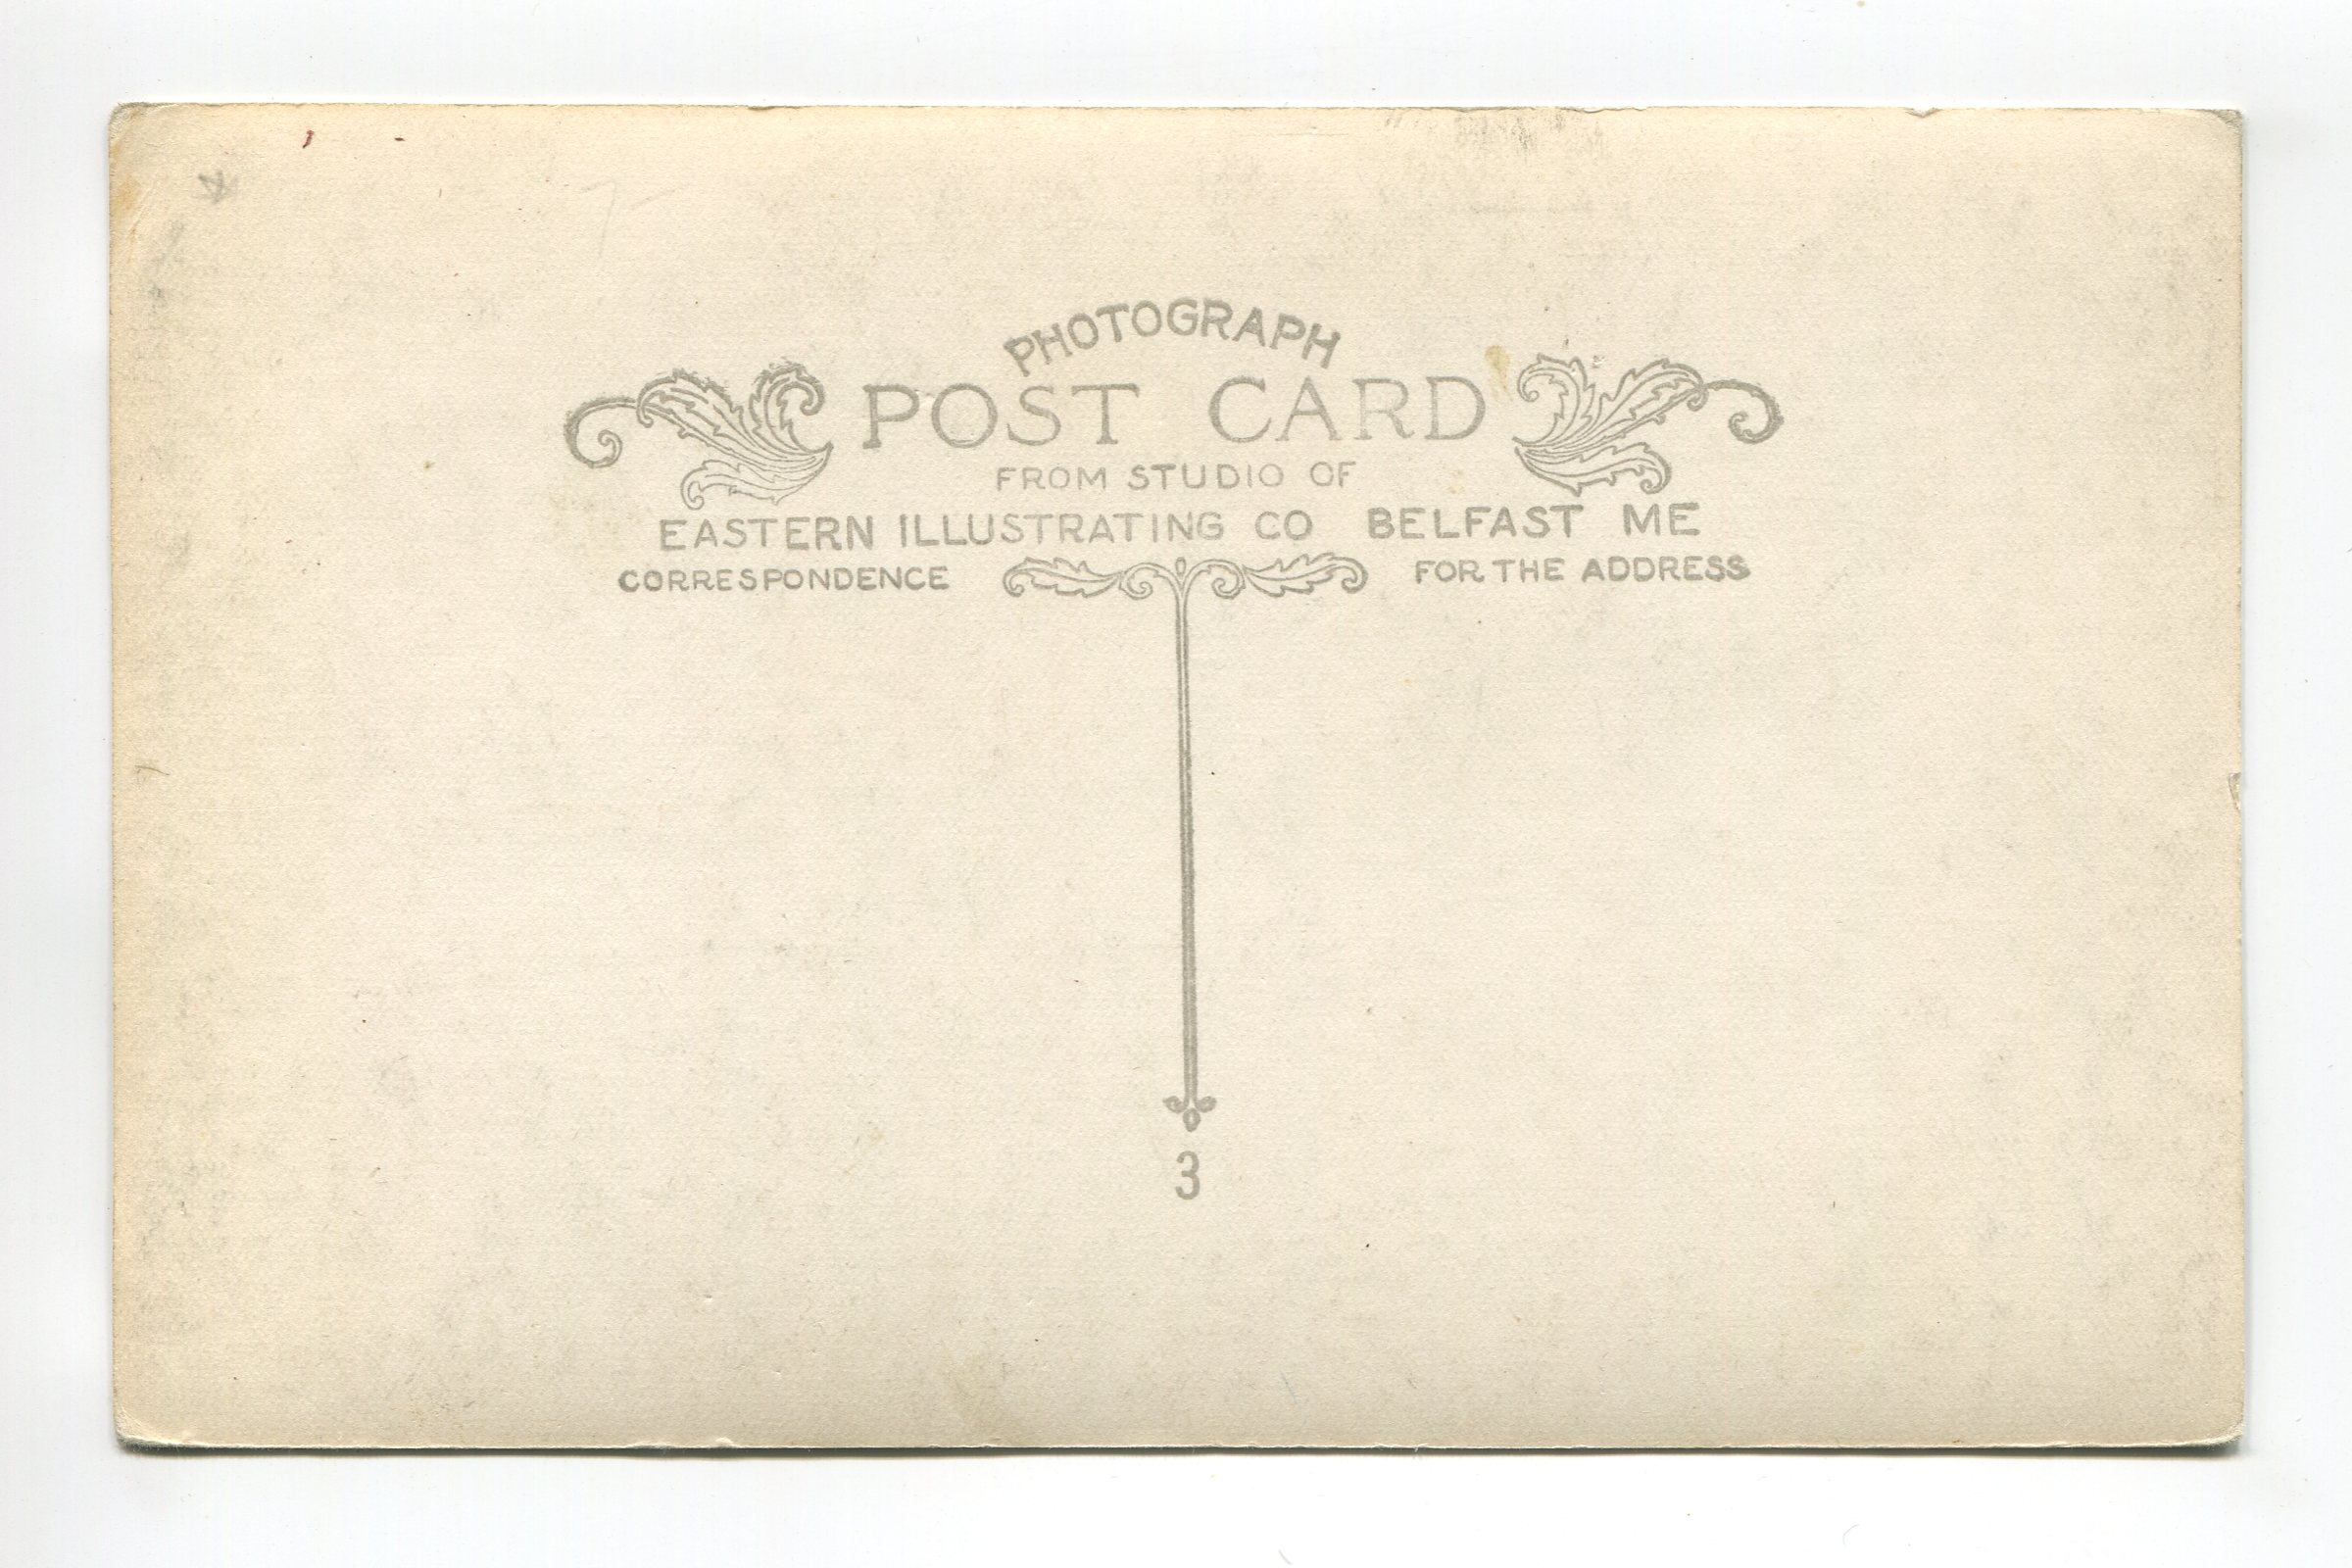 PHOTOGRAPH
POST CARD
FROM STUDIO OF
EASTERN ILLUSTRATING CO BELFAST ME
CORRESPONDENCE FOR THE ADDRESS
3